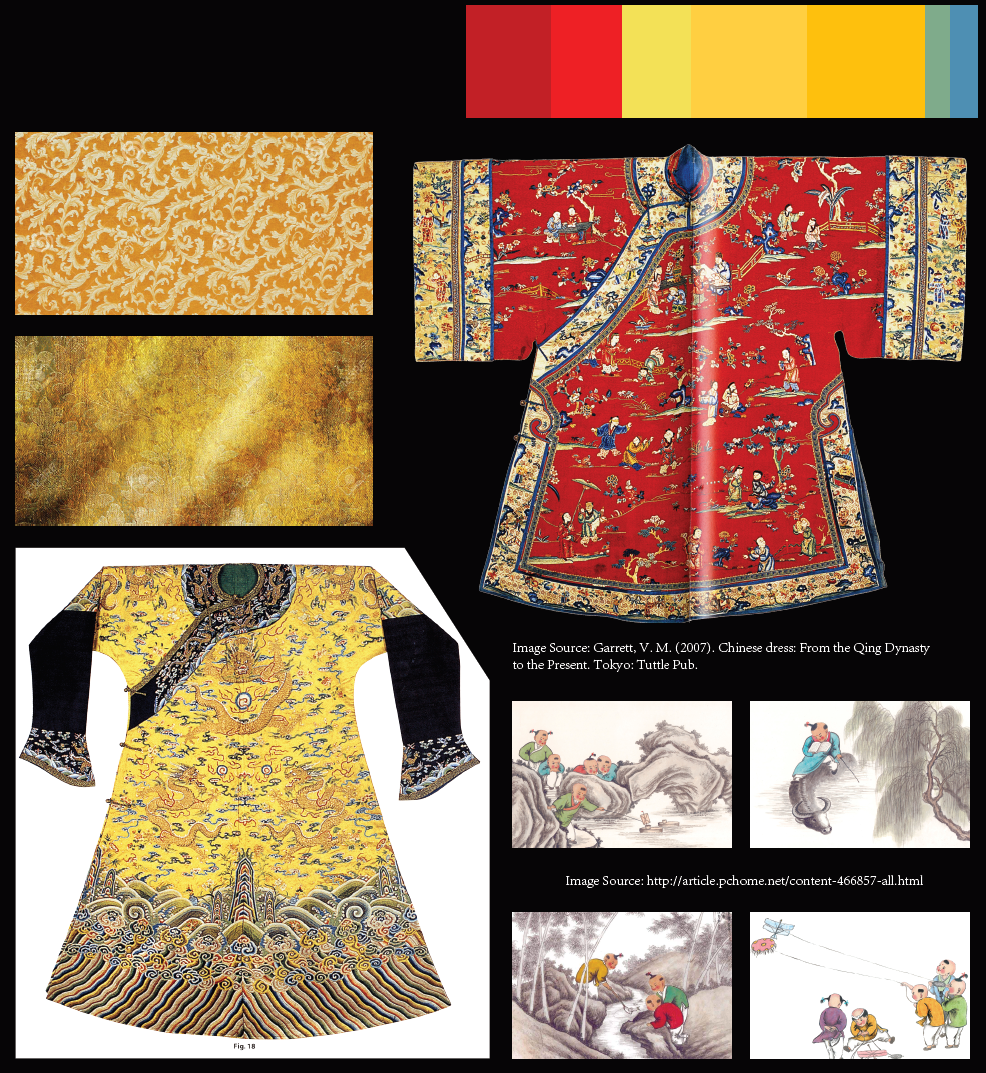 Image Source: Garrett, V. M. (2007). Chinese dress: From the Qing Dynasty
to the Present. Tokyo: Tuttle Pub.
Image Source: http://article.pchome.net/content-466857-all.html
Fig. 18